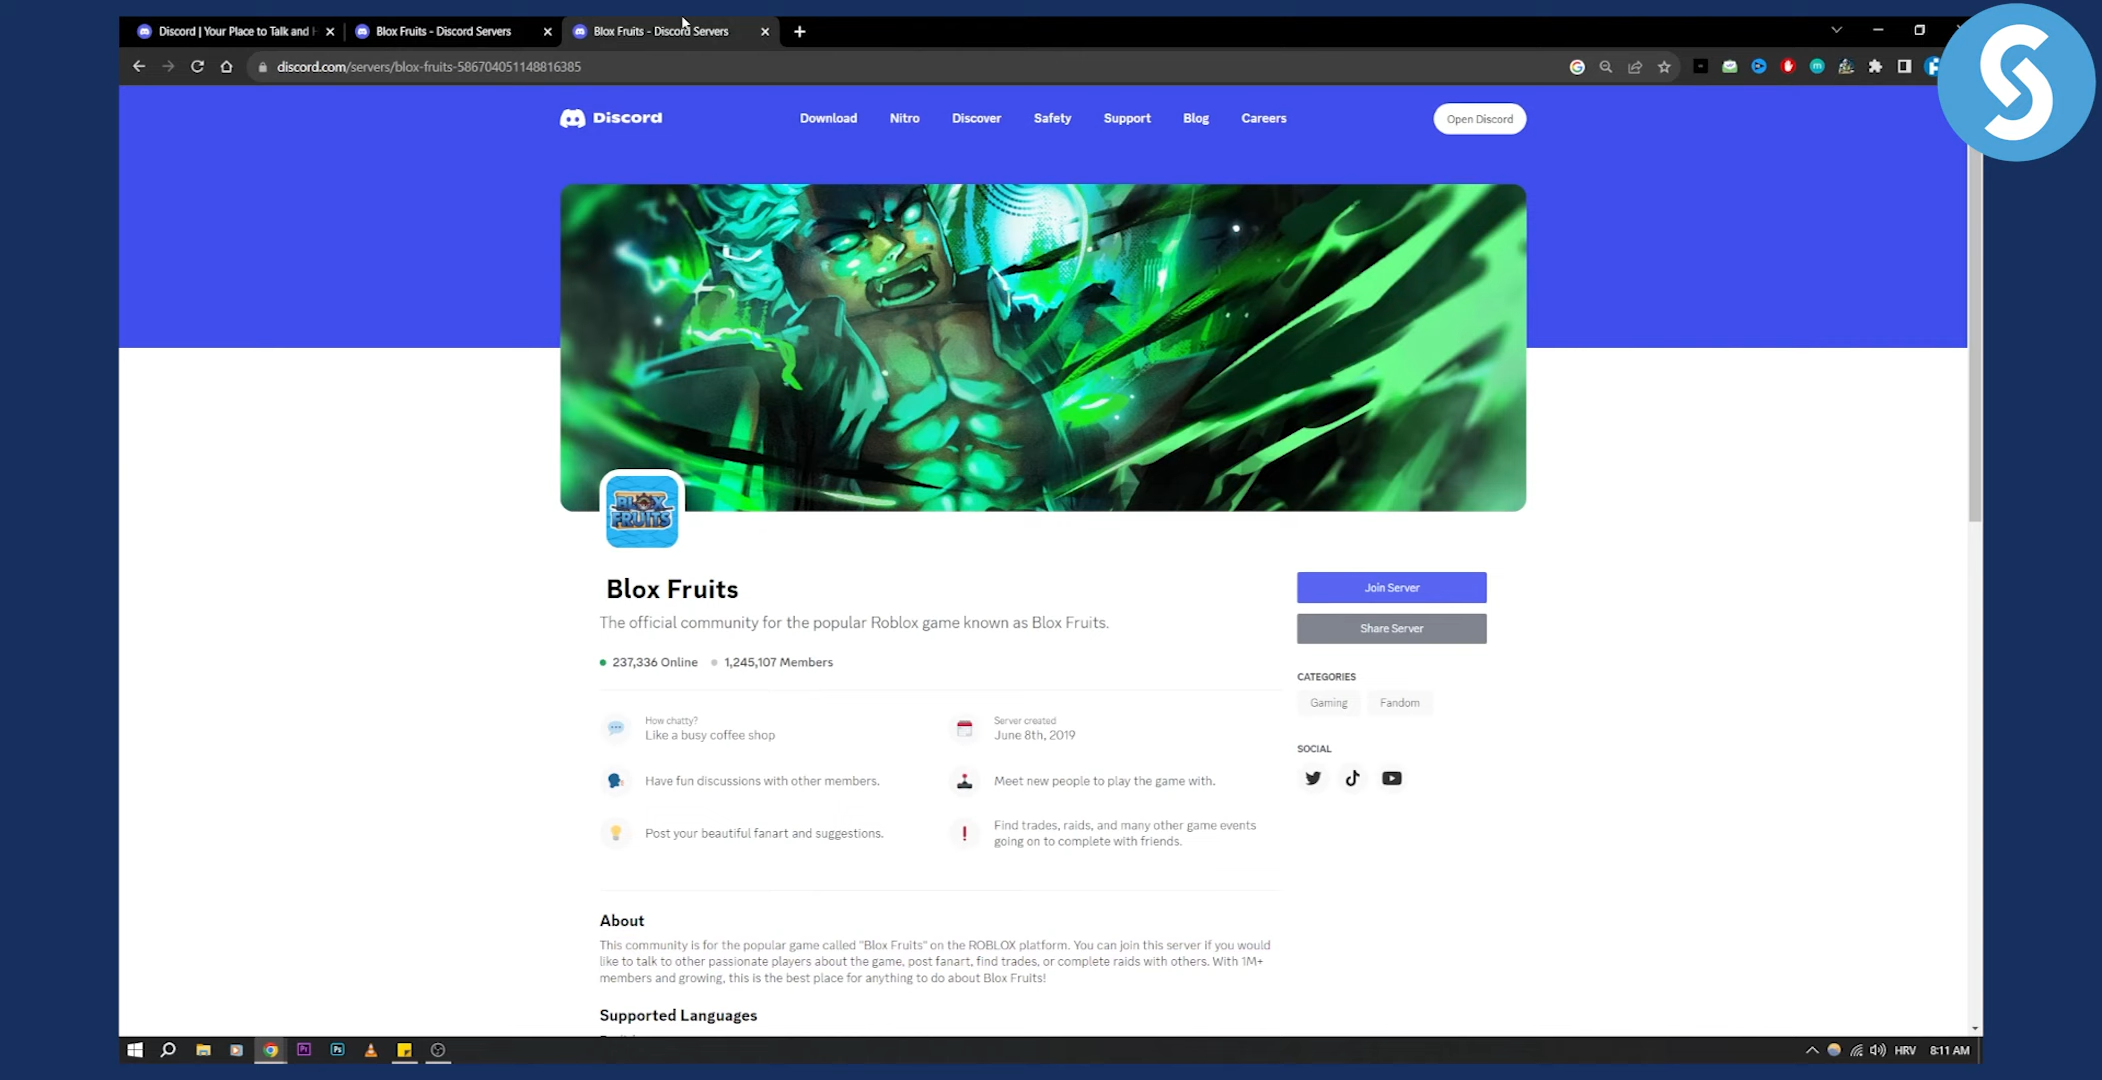 Discord | Your Place to Talk and H
Blox Fruits - Discord Servers
Blox Fruits - Discord Servers
discord.com/servers/blox-fruits-586704051148816385
Discord
Download
Nitro
Discover
Safety
Support
Blog
Careers
Open Discord
BLOX
FRUITS
Blox Fruits
The official community for the popular Roblox game known as Blox Fruits.
237,336 Online
1,245,107 Members
Join Server
Share Server
CATEGORIES
Gaming
Fandom
SOCIAL
How chatty?
Like a busy coffee shop
Server created
June 8th, 2019
Have fun discussions with other members.
Meet new people to play the game with.
Post your beautiful fanart and suggestions.
Find trades, raids, and many other game events
going on to complete with friends.
About
This community is for the popular game called "Blox Fruits" on the ROBLOX platform. You can join this server if you would
like to talk to other passionate players about the game, post fanart, find trades, or complete raids with others. With 1M+
members and growing, this is the best place for anything to do about Blox Fruits!
Supported Languages
HRV
8:11 AM